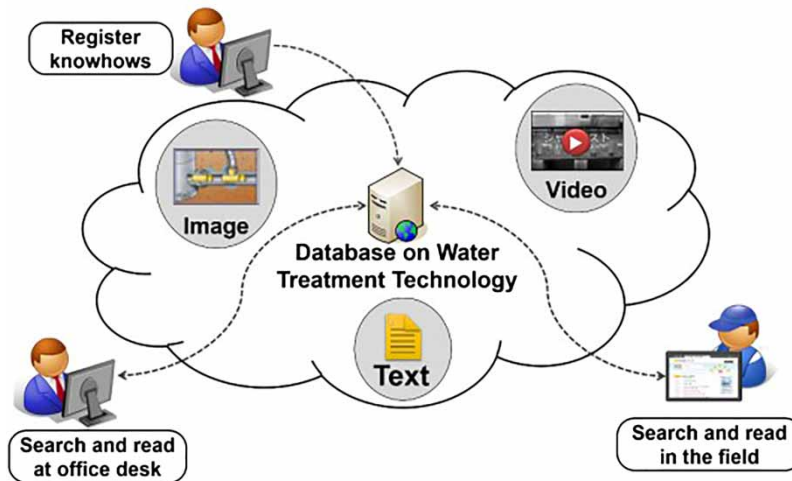 Register
knowhows
Image
Video
Database on Water
Treatment Technology
Text
Search and read
at office desk
Search and read
in the field